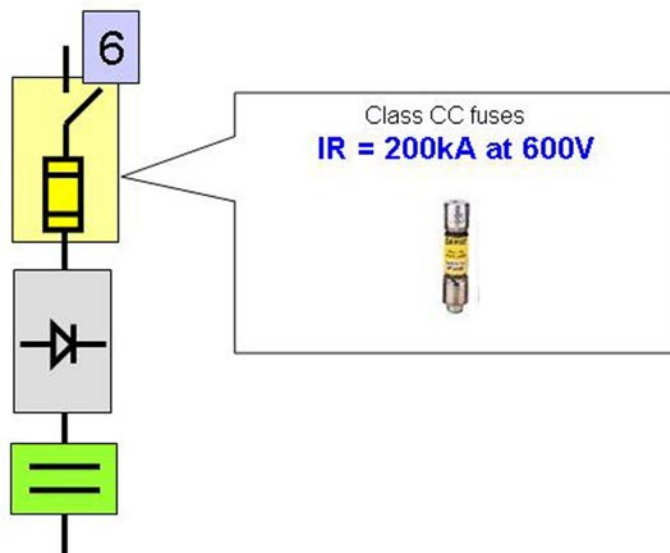 6
Class CC fuses
IR = 200kA at 600V